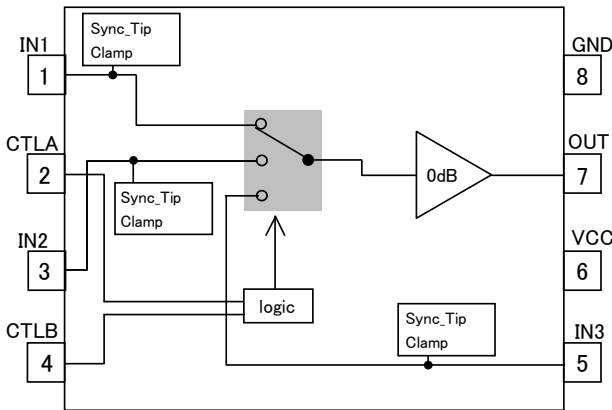 IN1
1
Sync_Tip
Clamp
GND
8
CTLA
2
Sync_Tip
Clamp
0dB
OUT
7
IN2
3
VCC
6
logic
CTLB
4
Sync_Tip
Clamp
IN3
5